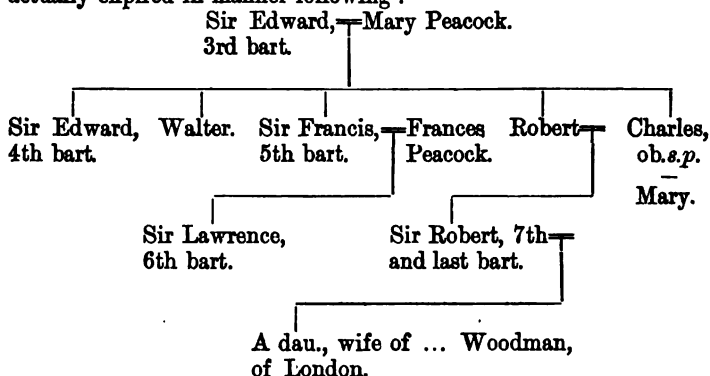 actually expired in manner following :
Sir Edward,
3rd bart.
Mary Peacock.
Sir Edward,
4th bart.
Walter.
Sir Francis,
5th bart.
Frances
Peacock.
Robert
Charles,
ob.s.p.
Mary.
Sir Lawrence,
6th bart.
Sir Robert, 7th
and last bart.
A dau., wife of ... Woodman,
of London.